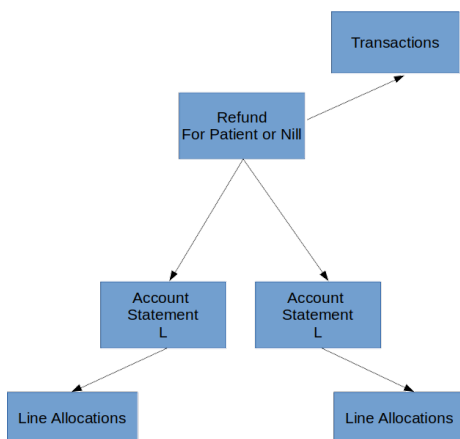 Transactions
Refund
For Patient or Nill
Account
Statement
L
Account
Statement
L
Line Allocations
Line Allocations